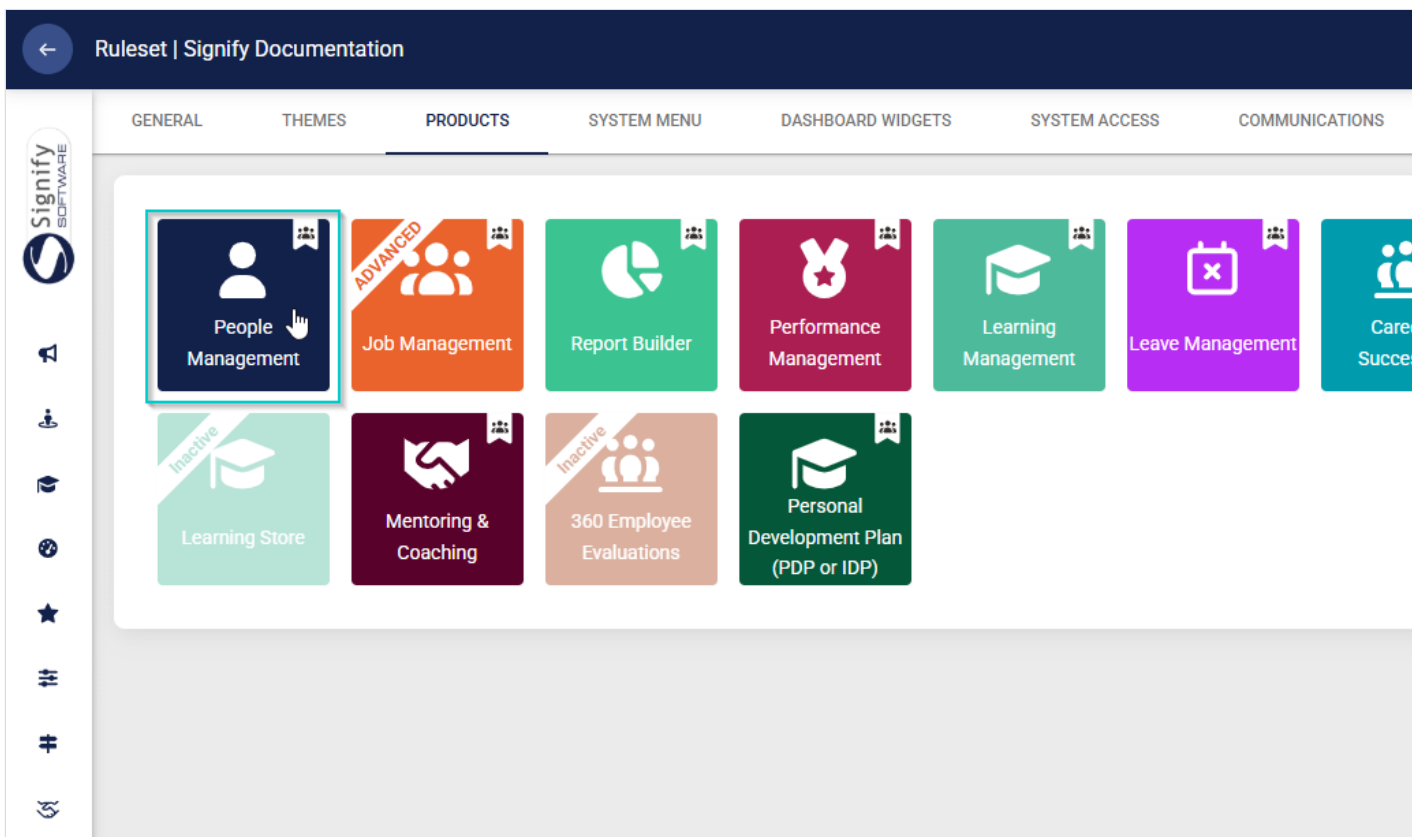 Ruleset | Signify Documentation
GENERAL
THEMES
PRODUCTS
SYSTEM MENU
DASHBOARD WIDGETS
SYSTEM ACCESS
COMMUNICATIONS
Signify
SOFTWARE
People
Management
ADVANCED
Job Management
Report Builder
Performance
Management
Learning
Management
Leave Management
Inactive
Learning Store
Mentoring &
Coaching
Inactive
360 Employee
Evaluations
Personal
Development Plan
(PDP or IDP)